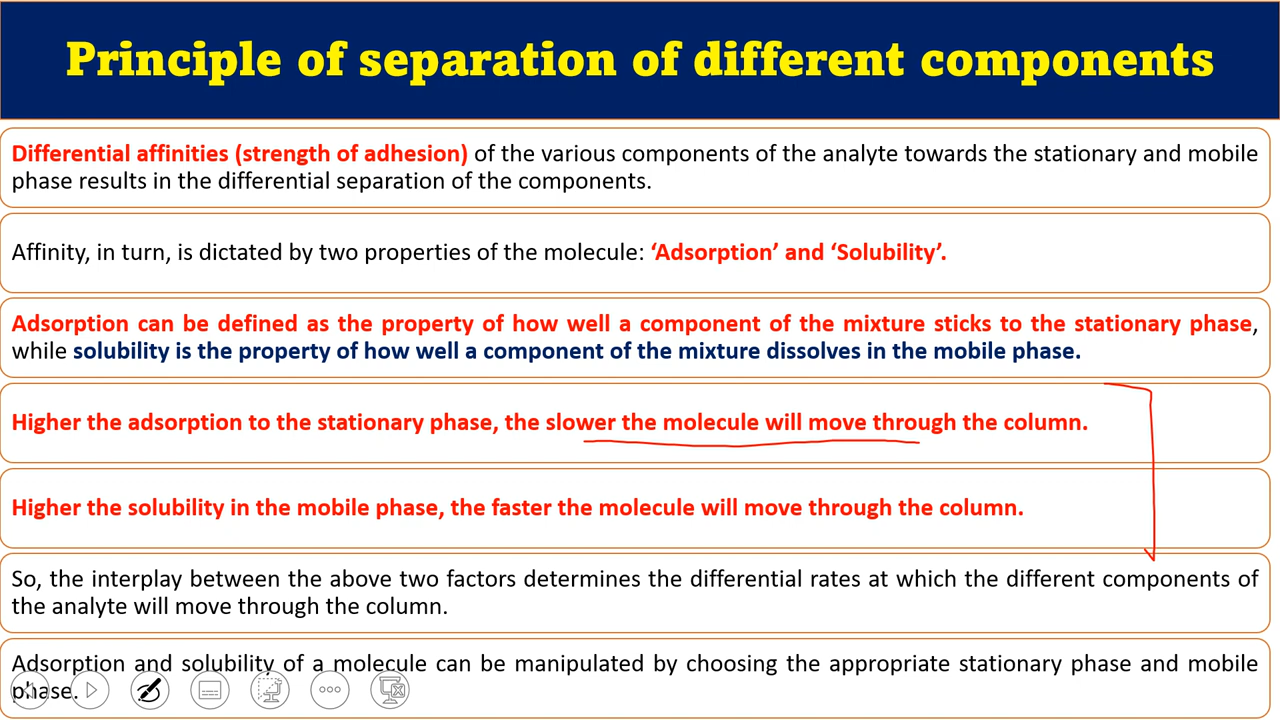 Principle of separation of different components
Differential affinities (strength of adhesion) of the various components of the analyte towards the stationary and mobile
phase results in the differential separation of the components.
Affinity, in turn, is dictated by two properties of the molecule: ‘Adsorption’ and ‘Solubility’.
Adsorption can be defined as the property of how well a component of the mixture sticks to the stationary phase,
while solubility is the property of how well a component of the mixture dissolves in the mobile phase.
Higher the adsorption to the stationary phase, the slower the molecule will move through the column.
Higher the solubility in the mobile phase, the faster the molecule will move through the column.
So, the interplay between the above two factors determines the differential rates at which the different components of
the analyte will move through the column.
Adsorption and solubility of a molecule can be manipulated by choosing the appropriate stationary phase and mobile
phase.